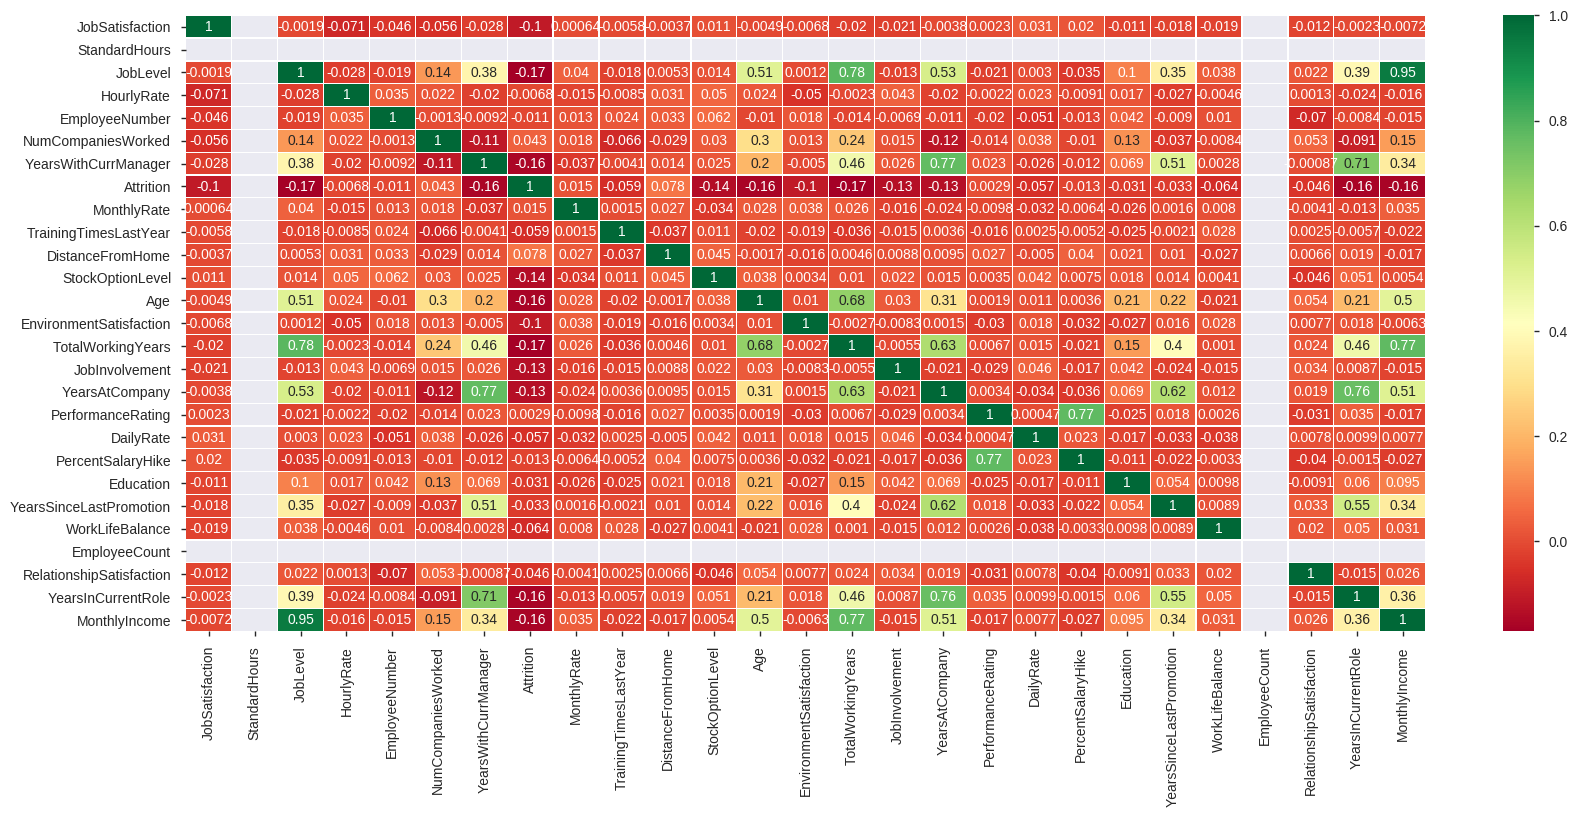 JobSatisfaction 1 -0.0019 -0.071 -0.046 -0.056 -0.028 -0.1 0.00064 -0.0058 -0.0037 0.011 -0.0049 -0.0068 -0.02 -0.021 -0.0038 0.0023 0.031 0.02 -0.011 -0.018 -0.019 -0.012 -0.0023 -0.0072
StandardHours
JobLevel -0.0019 1 -0.028 -0.019 0.14 0.38 -0.17 0.04 -0.018 0.0053 0.014 0.51 0.0012 0.78 -0.013 0.53 -0.021 0.003 -0.035 0.1 0.35 0.038 0.022 0.39 0.95
HourlyRate -0.071 -0.028 1 0.035 0.022 -0.02 -0.0068 -0.015 -0.0085 0.031 0.05 0.024 -0.05 -0.0023 0.043 -0.02 -0.0022 0.023 -0.0091 0.017 -0.027 -0.0046 0.0013 -0.024 -0.016
EmployeeNumber -0.046 -0.019 0.035 1 -0.0013 -0.0092 -0.011 0.013 0.024 0.033 0.062 -0.01 0.018 -0.014 -0.0069 -0.011 -0.02 -0.051 -0.013 0.042 -0.009 0.01 -0.07 -0.0084 -0.015
NumCompaniesWorked -0.056 0.14 0.022 -0.0013 1 -0.11 0.043 0.018 -0.066 -0.029 0.03 0.3 0.013 0.24 0.015 -0.12 -0.014 0.038 -0.01 0.13 -0.037 -0.0084 0.053 -0.091 0.15
YearsWithCurrManager -0.028 0.38 -0.02 -0.0092 -0.11 1 -0.16 -0.037 -0.0041 0.014 0.025 0.2 -0.005 0.46 0.026 0.77 0.023 -0.026 -0.012 0.069 0.51 0.0028 -0.00087 0.71 0.34
Attrition -0.1 -0.17 -0.0068 -0.011 0.043 -0.16 1 0.015 -0.059 0.078 -0.14 -0.16 -0.1 -0.17 -0.13 -0.13 0.0029 -0.057 -0.013 -0.031 -0.033 -0.064 -0.046 -0.16 -0.16
MonthlyRate 0.00064 0.04 -0.015 0.013 0.018 -0.037 0.015 1 0.0015 0.027 -0.034 0.028 0.038 0.026 -0.016 -0.024 -0.0098 -0.032 -0.0064 -0.026 0.0016 0.008 -0.0041 -0.013 0.035
TrainingTimesLastYear -0.0058 -0.018 -0.0085 0.024 -0.066 -0.0041 -0.059 0.0015 1 -0.037 0.011 -0.02 -0.019 -0.036 -0.015 0.0036 -0.016 0.0025 -0.0052 -0.025 -0.0021 0.028 0.0025 -0.0057 -0.022
DistanceFromHome -0.0037 0.0053 0.031 0.033 -0.029 0.014 0.078 0.027 -0.037 1 0.045 -0.0017 -0.016 0.0046 0.0088 0.0095 0.027 -0.005 0.04 0.021 0.01 -0.027 0.0066 0.019 -0.017
StockOptionLevel 0.011 0.014 0.05 0.062 0.03 0.025 -0.14 -0.034 0.011 0.045 1 0.038 0.0034 0.01 0.022 0.015 0.0035 0.042 0.0075 0.018 0.014 0.0041 -0.046 0.051 0.0054
Age -0.0049 0.51 0.024 -0.01 0.3 0.2 -0.16 0.028 -0.02 -0.0017 0.038 1 0.01 0.68 0.03 0.31 0.0019 0.011 0.0036 0.21 0.22 -0.021 0.054 0.21 0.5
EnvironmentSatisfaction -0.0068 0.0012 -0.05 0.018 0.013 -0.005 -0.1 0.038 -0.019 -0.016 0.0034 0.01 1 -0.0027 -0.0083 0.0015 -0.03 0.018 -0.032 -0.027 0.016 0.028 0.0077 0.018 -0.0063
TotalWorkingYears -0.02 0.78 -0.0023 -0.014 0.24 0.46 -0.17 0.026 -0.036 0.0046 0.01 0.68 -0.0027 1 -0.0055 0.63 0.0067 0.015 -0.021 0.15 0.4 0.001 0.024 0.46 0.77
JobInvolvement -0.021 -0.013 0.043 -0.0069 0.015 0.026 -0.13 -0.016 -0.015 0.0088 0.022 0.03 -0.0083 -0.0055 1 -0.021 -0.029 0.046 -0.017 0.042 -0.024 -0.015 0.034 0.0087 -0.015
YearsAtCompany -0.0038 0.53 -0.02 -0.011 -0.12 0.77 -0.13 -0.024 0.0036 0.0095 0.015 0.31 0.0015 0.63 -0.021 1 0.0034 -0.034 -0.036 0.069 0.62 0.012 0.019 0.76 0.51
PerformanceRating 0.0023 -0.021 -0.0022 -0.02 -0.014 0.023 0.0029 -0.0098 -0.016 0.027 0.0035 0.0019 -0.03 0.0067 -0.029 0.0034 1 0.00047 0.77 -0.025 0.018 0.0026 -0.031 0.035 -0.017
DailyRate 0.031 0.003 0.023 -0.051 0.038 -0.026 -0.057 -0.032 0.0025 -0.005 0.042 0.011 0.018 0.015 0.046 -0.034 0.00047 1 0.023 -0.017 -0.033 -0.038 0.0078 0.0099 0.0077
PercentSalaryHike 0.02 -0.035 -0.0091 -0.013 -0.01 -0.012 -0.013 -0.0064 -0.0052 0.04 0.0075 0.0036 -0.032 -0.021 -0.017 -0.036 0.77 0.023 1 -0.011 -0.022 -0.0033 -0.04 -0.0015 -0.027
Education -0.011 0.1 0.017 0.042 0.13 0.069 -0.031 -0.026 -0.025 0.021 0.018 0.21 -0.027 0.15 0.042 0.069 -0.025 -0.017 -0.011 1 0.054 0.0098 -0.0091 0.06 0.095
YearsSinceLastPromotion -0.018 0.35 -0.027 -0.009 -0.037 0.51 -0.033 0.0016 -0.0021 0.01 0.014 0.22 0.016 0.4 -0.024 0.62 0.018 -0.033 -0.022 0.054 1 0.0089 0.033 0.55 0.34
WorkLifeBalance -0.019 0.038 -0.0046 0.01 -0.0084 0.0028 -0.064 0.008 0.028 -0.027 0.0041 -0.021 0.028 0.001 -0.015 0.012 0.0026 -0.038 -0.0033 0.0098 0.0089 1 0.02 0.05 0.031
EmployeeCount
RelationshipSatisfaction -0.012 0.022 0.0013 -0.07 0.053 -0.00087 -0.046 -0.0041 0.0025 0.0066 -0.046 0.054 0.0077 0.024 0.034 0.019 -0.031 0.0078 -0.04 -0.0091 0.033 0.02 1 -0.015 0.026
YearsInCurrentRole -0.0023 0.39 -0.024 -0.0084 -0.091 0.71 -0.16 -0.013 -0.0057 0.019 0.051 0.21 0.018 0.46 0.0087 0.76 0.035 0.0099 -0.0015 0.06 0.55 0.05 -0.015 1 0.36
MonthlyIncome -0.0072 0.95 -0.016 -0.015 0.15 0.34 -0.16 0.035 -0.022 -0.017 0.0054 0.5 -0.0063 0.77 -0.015 0.51 -0.017 0.0077 -0.027 0.095 0.34 0.031 0.026 0.36 1
JobSatisfaction
StandardHours
JobLevel
HourlyRate
EmployeeNumber
NumCompaniesWorked
YearsWithCurrManager
Attrition
MonthlyRate
TrainingTimesLastYear
DistanceFromHome
StockOptionLevel
Age
EnvironmentSatisfaction
TotalWorkingYears
JobInvolvement
YearsAtCompany
PerformanceRating
DailyRate
PercentSalaryHike
Education
YearsSinceLastPromotion
WorkLifeBalance
EmployeeCount
RelationshipSatisfaction
YearsInCurrentRole
MonthlyIncome
1.0
0.8
0.6
0.4
0.2
0.0